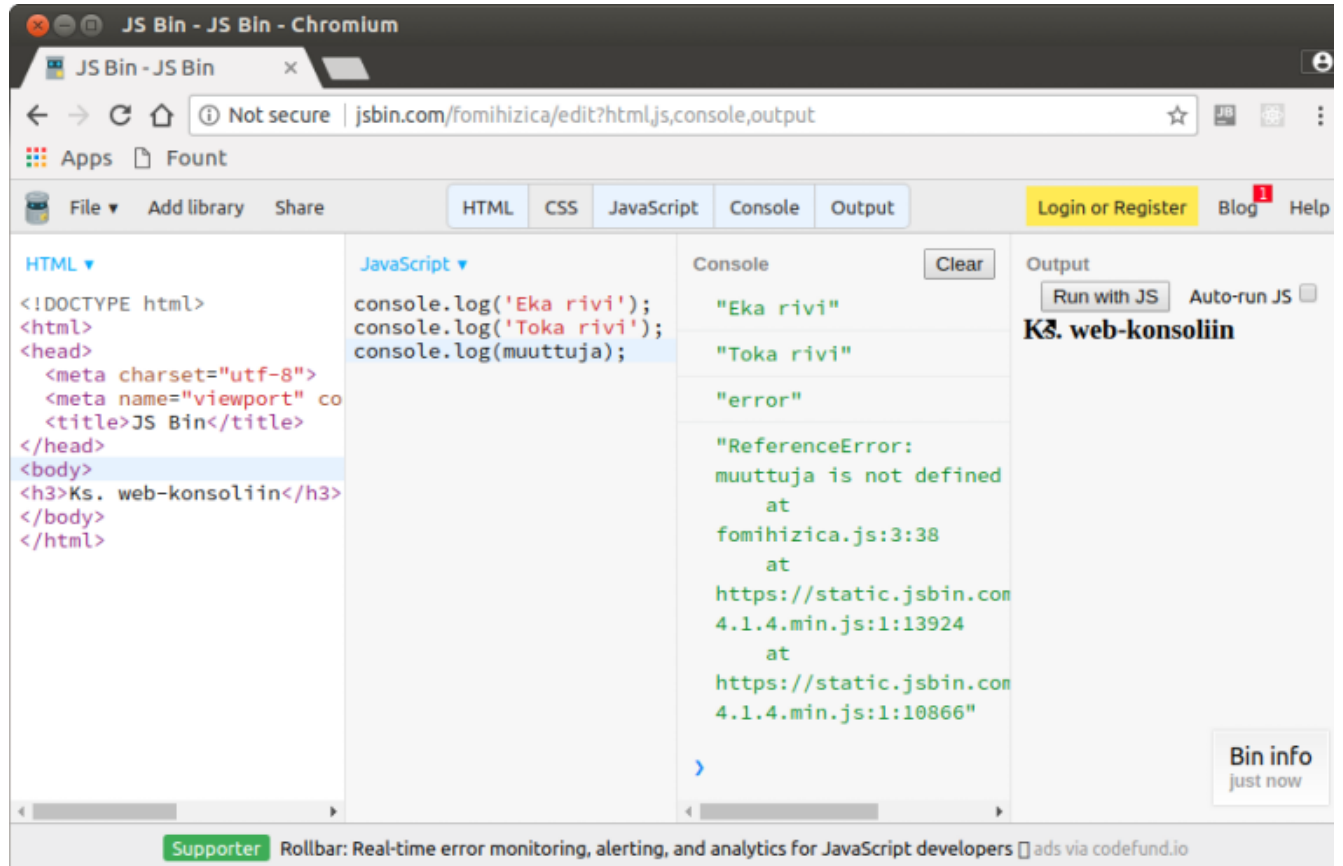 JS Bin - JS Bin - Chromium
JS Bin - JS Bin
Not secure | jsbin.com/fomihizica/edit?html,js,console,output
JB
Apps Fount
File ▾ Add library Share HTML CSS JavaScript Console Output Login or Register Blog 1 Help
HTML ▾
<!DOCTYPE html>
<html>
<head>
<meta charset="utf-8">
<meta name="viewport" co
<title>JS Bin</title>
</head>
<body>
<h3>Ks. web-konsoliin</h3>
</body>
</html>
JavaScript ▾
console.log('Eka rivi');
console.log('Toka rivi');
console.log(muuttuja);
Console Clear
"Eka rivi"
"Toka rivi"
"error"
"ReferenceError:
muuttuja is not defined
at
fomihizica.js:3:38
at
https://static.jsbin.com
4.1.4.min.js:1:13924
at
https://static.jsbin.com
4.1.4.min.js:1:10866"
Output
Run with JS Auto-run JS
Ks. web-konsoliin
Bin info
just now
Supporter Rollbar: Real-time error monitoring, alerting, and analytics for JavaScript developers ▯ ads via codefund.io